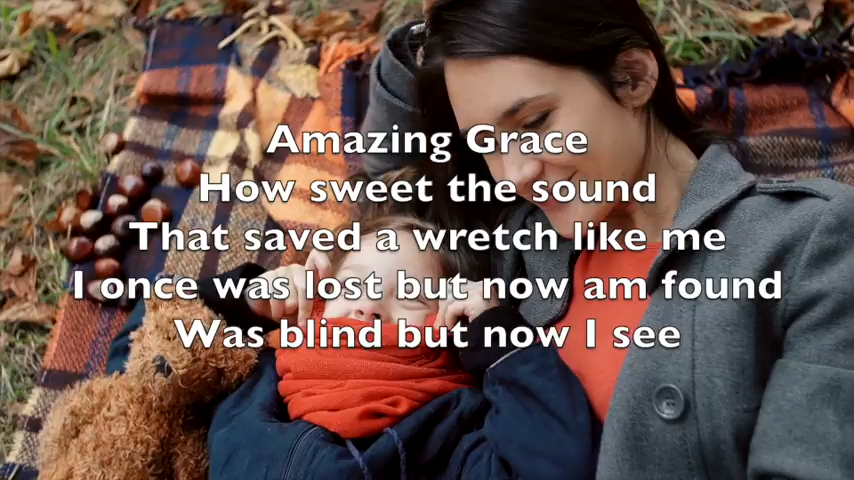 Amazing Grace
How sweet the sound
That saved a wretch like me
I once was lost but now am found
Was blind but now I see